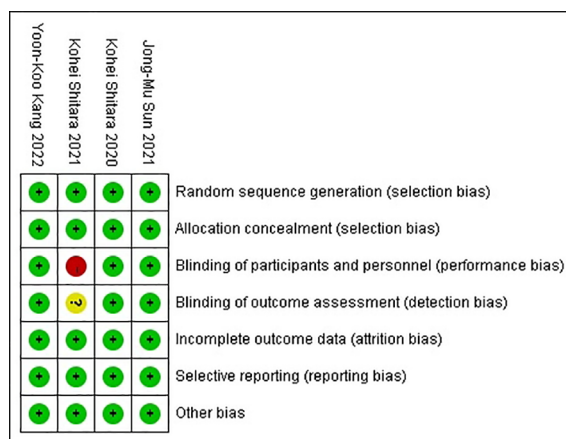 Yoon-Koo Kang 2022
Kohei Shitara 2021
Kohei Shitara 2020
Jong-Mu Sun 2021
+ + + + Random sequence generation (selection bias)
+ + + + Allocation concealment (selection bias)
+ - + + Blinding of participants and personnel (performance bias)
+ ? + + Blinding of outcome assessment (detection bias)
+ + + + Incomplete outcome data (attrition bias)
+ + + + Selective reporting (reporting bias)
+ + + + Other bias